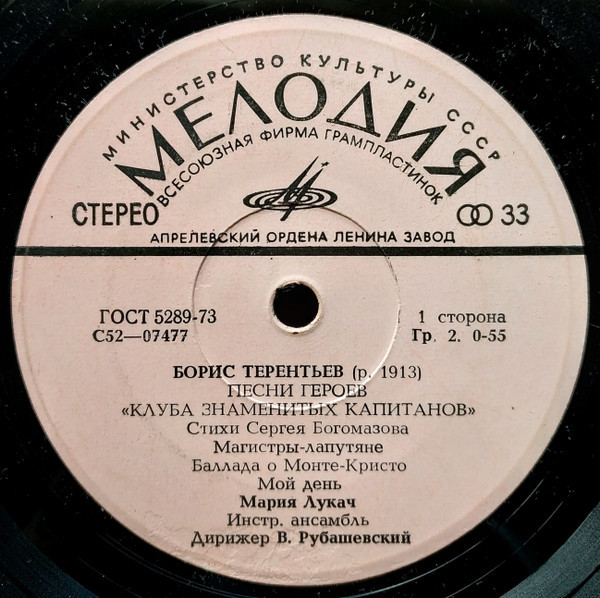 МИНИСТЕРСТВО КУЛЬТУРЫ СССР
МЕЛОДИЯ
ВСЕСОЮЗНАЯ ФИРМА ГРАМПЛАСТИНОК
СТЕРЕО
33
АПРЕЛЕВСКИЙ ОРДЕНА ЛЕНИНА ЗАВОД
ГОСТ 5289-73
1 сторона
С52—07477
Гр. 2. 0-55
БОРИС ТЕРЕНТЬЕВ (р. 1913)
ПЕСНИ ГЕРОЕВ
«КЛУБА ЗНАМЕНИТЫХ КАПИТАНОВ»
Стихи Сергея Богомазова
Магистры-лапутяне
Баллада о Монте-Кристо
Мой день
Мария Лукач
Инстр. ансамбль
Дирижер В. Рубашевский